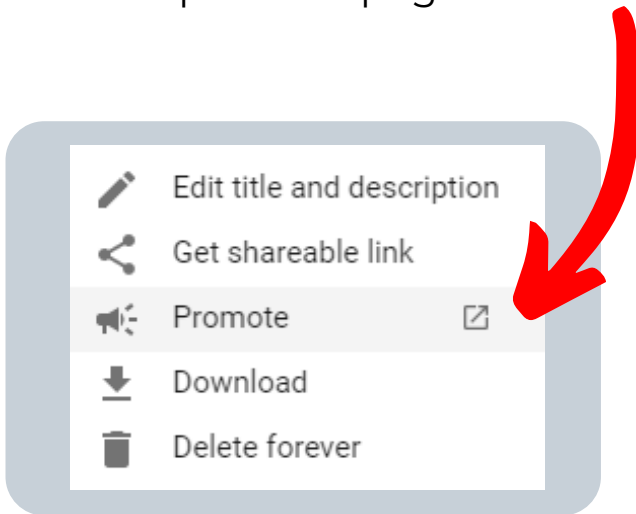 Edit title and description
Get shareable link
Promote
Download
Delete forever